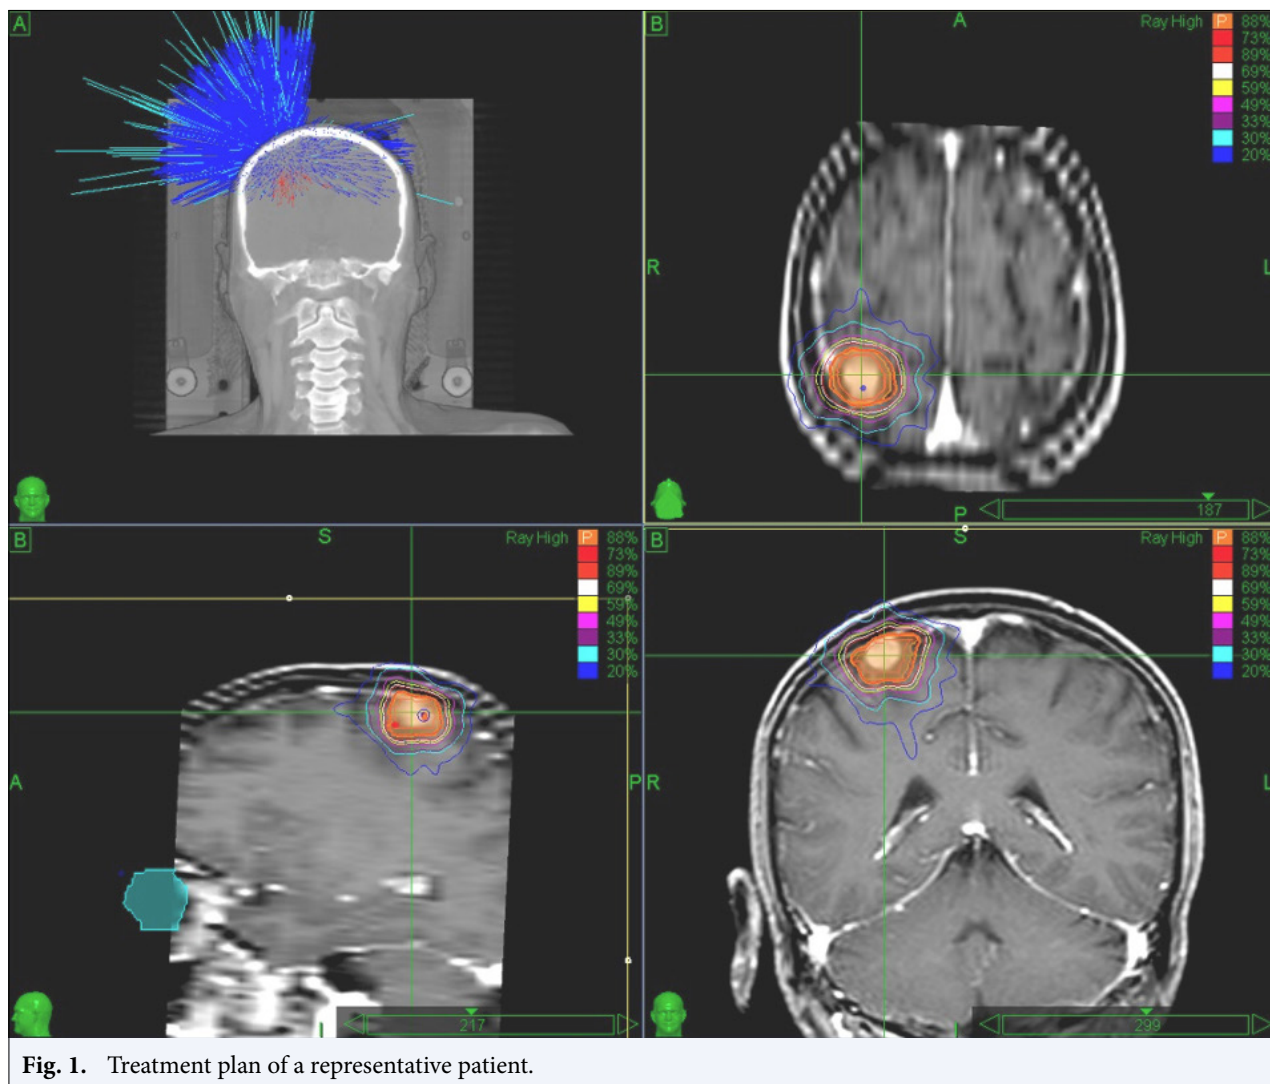 A
B
A
Ray High
P
88%
73%
89%
69%
59%
49%
33%
30%
20%
R
L
P
187
B
S
Ray High
P
88%
73%
89%
69%
59%
49%
33%
30%
20%
A
P
I
217
B
S
Ray High
P
88%
73%
89%
69%
59%
49%
33%
30%
20%
R
L
I
299
Fig. 1. Treatment plan of a representative patient.